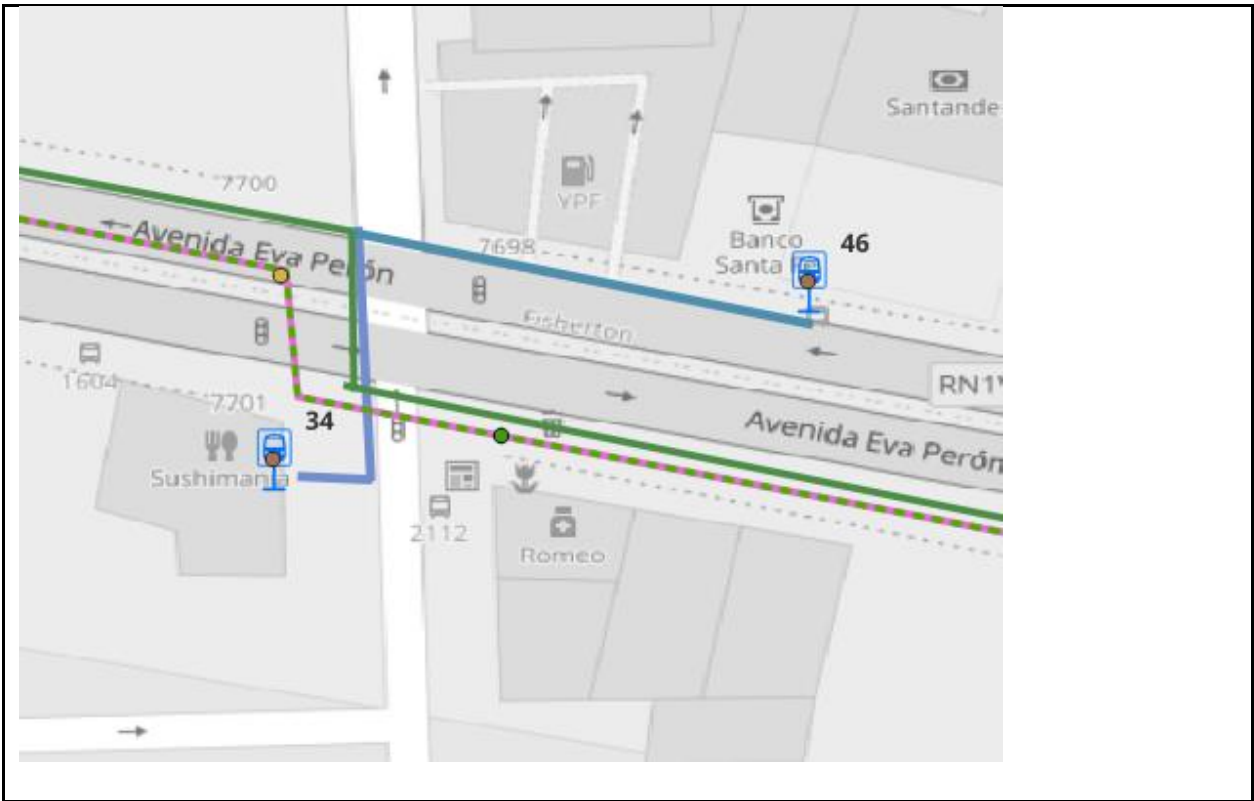 Santande
7700
YPF
Avenida Eva Perón
7698
Banco
Santa
46
Fisherton
RN1
1604
7701
34
Avenida Eva Perón
Sushimania
2112
Romeo